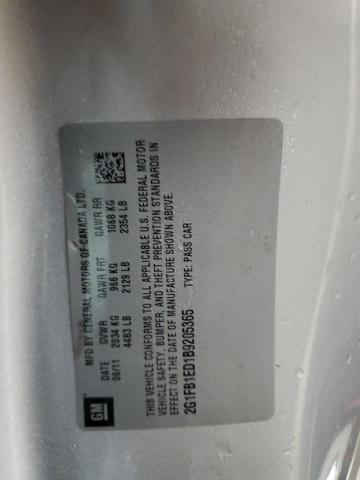 GM
MFD BY GENERAL MOTORS OF CANADA LTD.
DATE GVWR GAWR FRT GAWR RR
06/11 2034 KG 966 KG 1068 KG
4483 LB 2129 LB 2354 LB
THIS VEHICLE CONFORMS TO ALL APPLICABLE U.S. FEDERAL MOTOR
VEHICLE SAFETY, BUMPER, AND THEFT PREVENTION STANDARDS IN
EFFECT ON THE DATE OF MANUFACTURE SHOWN ABOVE.
2G1FB1ED1B9205365 TYPE: PASS CAR